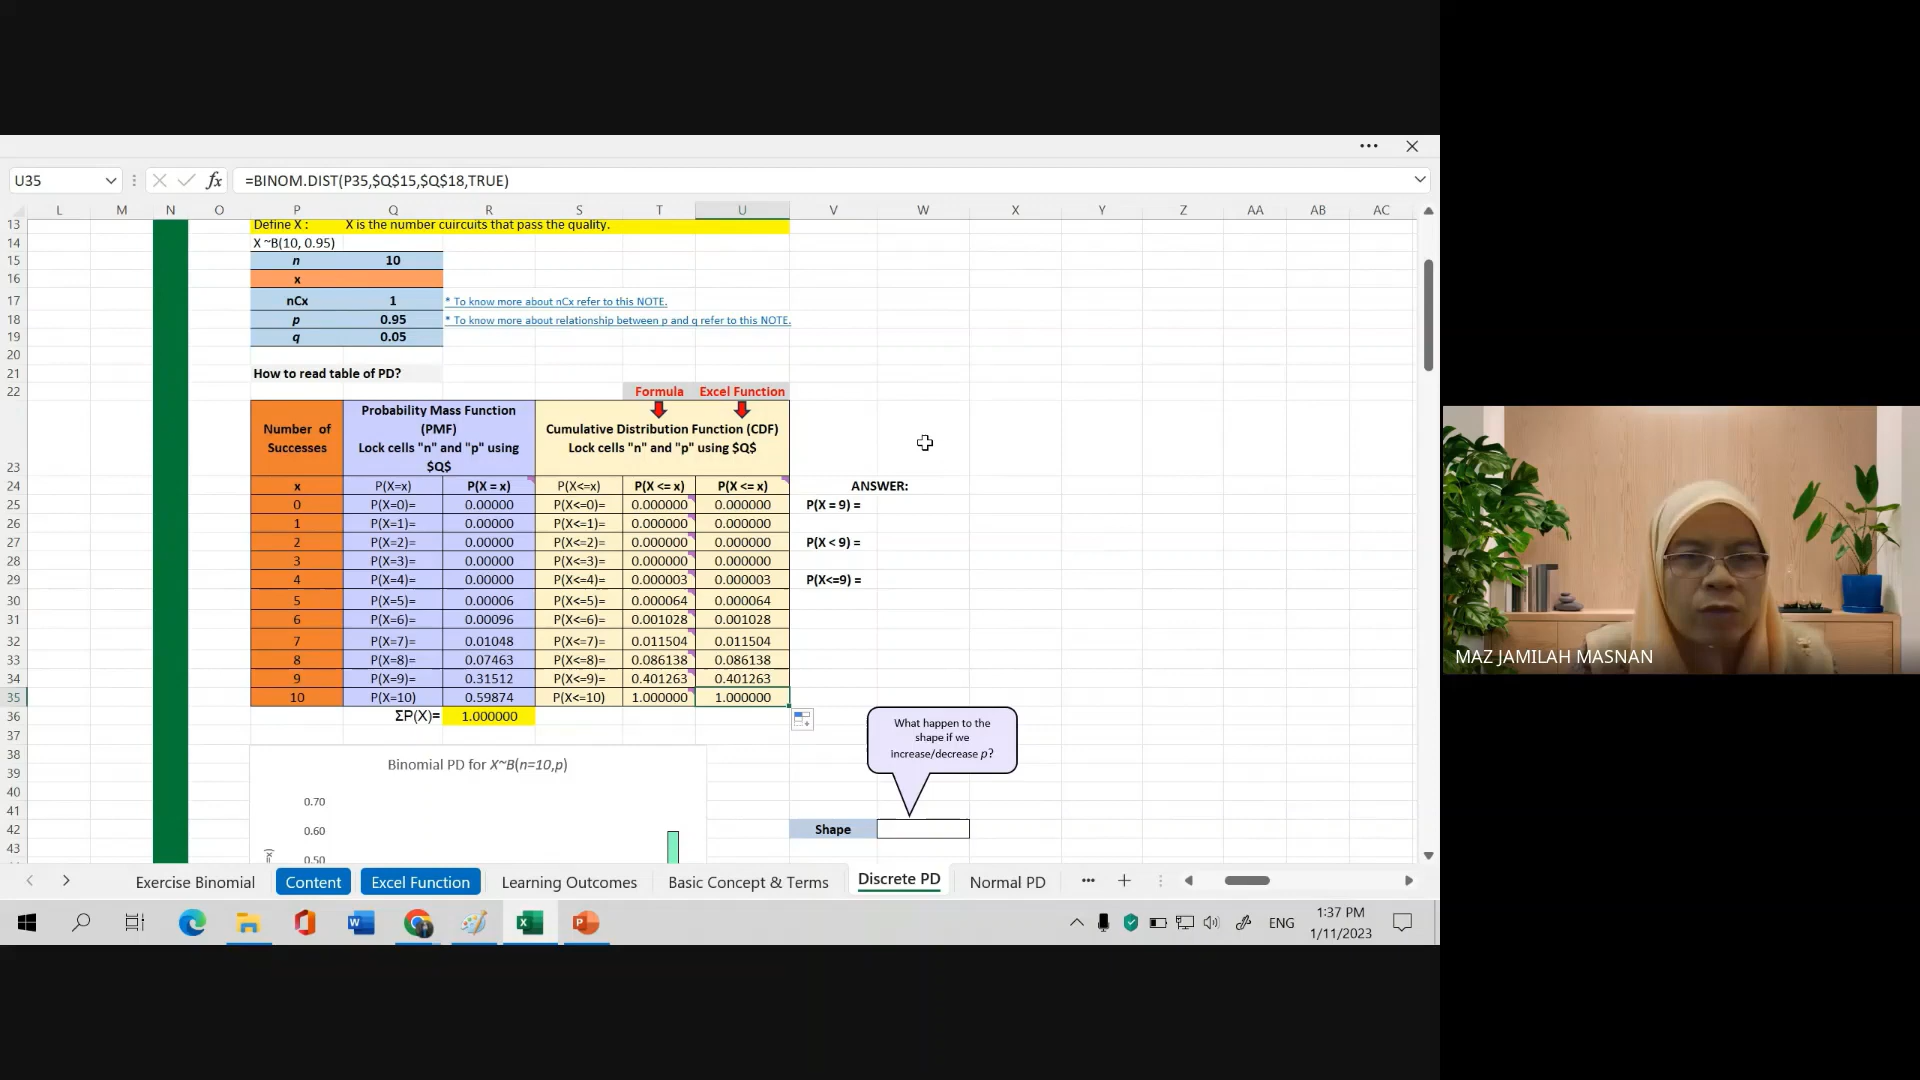 U35
fx
=BINOM.DIST(P35,$Q$15,$Q$18,TRUE)
L M N O P Q R S T U V W X Y Z AA AB AC
13 Define X : X is the number cuircuits that pass the quality.
14 X ~B(10, 0.95)
15 n 10
16 x
17 nCx 1 * To know more about nCx refer to this NOTE.
18 p 0.95 * To know more about relationship between p and q refer to this NOTE.
19 q 0.05
20
21 How to read table of PD?
22 Formula Excel Function
Number of
Successes
Probability Mass Function
(PMF)
Lock cells "n" and "p" using
$Q$
Cumulative Distribution Function (CDF)
Lock cells "n" and "p" using $Q$
23
24 x P(X=x) P(X = x) P(X<=x) P(X <= x) P(X <= x) ANSWER:
25 0 P(X=0)= 0.00000 P(X<=0)= 0.000000 0.000000 P(X = 9) =
26 1 P(X=1)= 0.00000 P(X<=1)= 0.000000 0.000000
27 2 P(X=2)= 0.00000 P(X<=2)= 0.000000 0.000000 P(X < 9) =
28 3 P(X=3)= 0.00000 P(X<=3)= 0.000000 0.000000
29 4 P(X=4)= 0.00000 P(X<=4)= 0.000003 0.000003 P(X<=9) =
30 5 P(X=5)= 0.00006 P(X<=5)= 0.000064 0.000064
31 6 P(X=6)= 0.00096 P(X<=6)= 0.001028 0.001028
32 7 P(X=7)= 0.01048 P(X<=7)= 0.011504 0.011504
33 8 P(X=8)= 0.07463 P(X<=8)= 0.086138 0.086138
34 9 P(X=9)= 0.31512 P(X<=9)= 0.401263 0.401263
35 10 P(X=10) 0.59874 P(X<=10) 1.000000 1.000000
36 ΣP(X)= 1.000000
37
38
39
40
41
42
43
What happen to the
shape if we
increase/decrease p?
Binomial PD for X~B(n=10,p)
0.70
0.60
0.50
=x)
Shape
Exercise Binomial Content Excel Function Learning Outcomes Basic Concept & Terms Discrete PD Normal PD
ENG
1:37 PM
1/11/2023
MAZ JAMILAH MASNAN